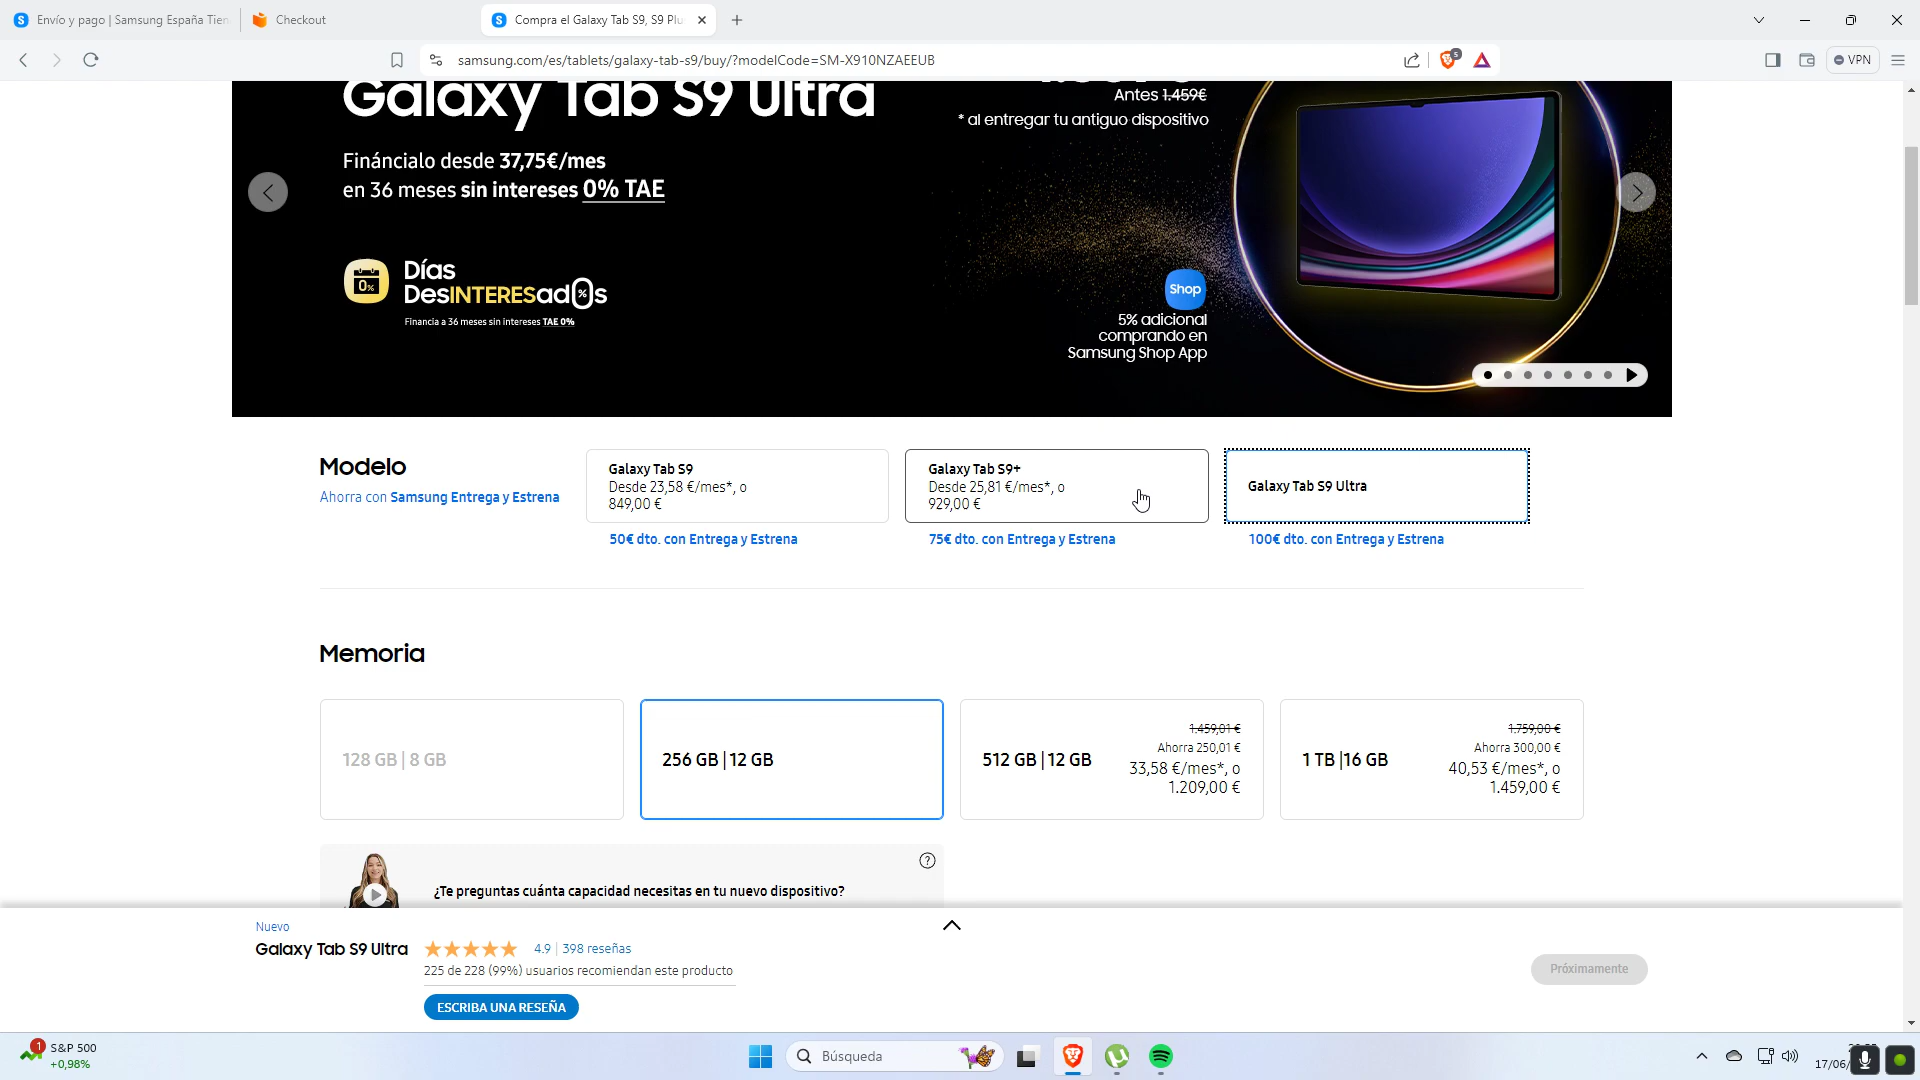 Envío y pago | Samsung España Tien
Checkout
Compra el Galaxy Tab S9, S9 Plu
samsung.com/es/tablets/galaxy-tab-s9/buy/?modelCode=SM-X910NZAEEUB
5
VPN
Galaxy Tab S9 Ultra
Fináncialo desde 37,75€/mes
en 36 meses sin intereses 0% TAE
Antes 1.459€
* al entregar tu antiguo dispositivo
0%
Días
DesINTERESad0s
%
Financia a 36 meses sin intereses TAE 0%
Shop
5% adicional
comprando en
Samsung Shop App
Modelo
Ahorra con Samsung Entrega y Estrena
Galaxy Tab S9
Desde 23,58 €/mes*, o
849,00 €
50€ dto. con Entrega y Estrena
Galaxy Tab S9+
Desde 25,81 €/mes*, o
929,00 €
75€ dto. con Entrega y Estrena
Galaxy Tab S9 Ultra
100€ dto. con Entrega y Estrena
Memoria
128 GB | 8 GB
256 GB | 12 GB
512 GB | 12 GB
1.459,01 €
Ahorra 250,01 €
33,58 €/mes*, o
1.209,00 €
1 TB | 16 GB
1.759,00 €
Ahorra 300,00 €
40,53 €/mes*, o
1.459,00 €
?
¿Te preguntas cuánta capacidad necesitas en tu nuevo dispositivo?
Nuevo
Galaxy Tab S9 Ultra
4.9 | 398 reseñas
225 de 228 (99%) usuarios recomiendan este producto
ESCRIBA UNA RESEÑA
Próximamente
1
S&P 500
+0,98%
Búsqueda
17/06/